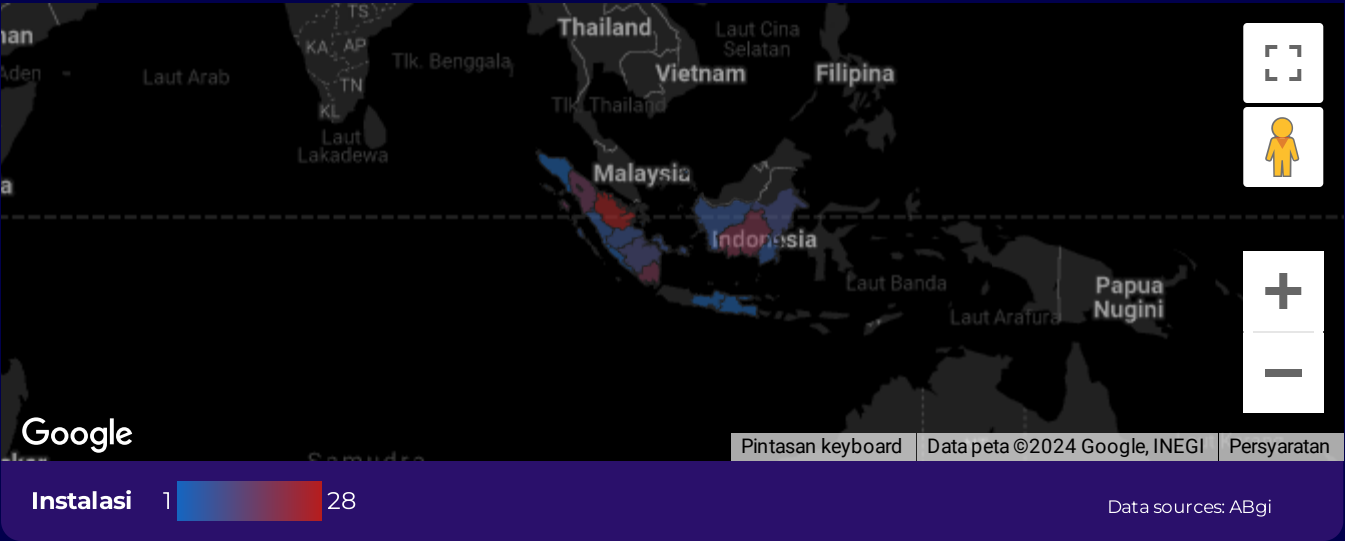 TS
Thailand
Laut Cina
Selatan
KA
AP
Tlk. Benggala
Vietnam
Filipina
Aden
Laut Arab
TN
Tlk. Thailand
KL
Laut
Lakadewa
Malaysia
Indonesia
Laut Banda
Papua
Nugini
Laut Arafura
Google
Pintasan keyboard
Data peta ©2024 Google, INEGI
Persyaratan
Samudra
Instalasi
1
28
Data sources: ABgi